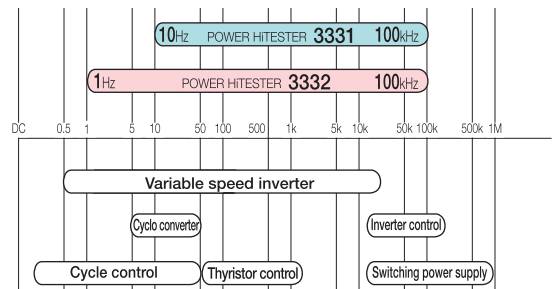 10Hz POWER HiTESTER 3331 100kHz
1Hz POWER HiTESTER 3332 100kHz
DC 0.5 1 5 10 50 100 500 1k 5k 10k 50k 100k 500k 1M
Variable speed inverter
Cyclo converter Inverter control
Cycle control Thyristor control Switching power supply